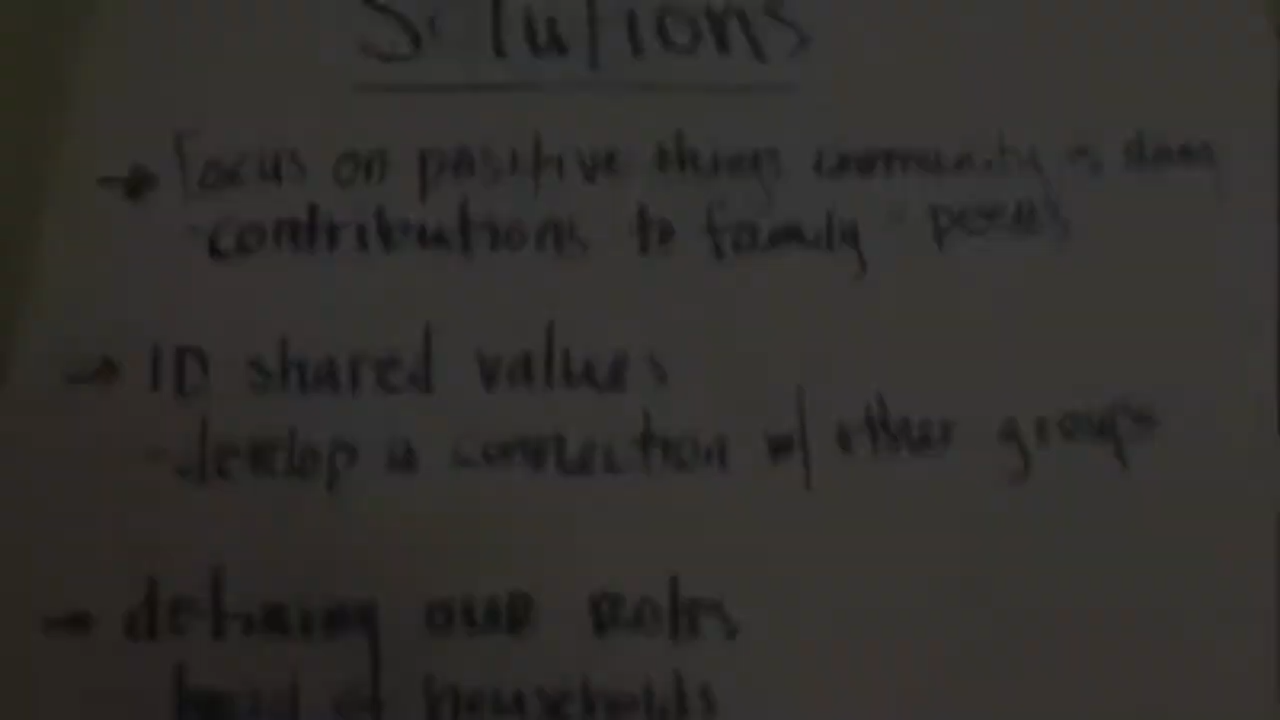 Solutions
→ Focus on positive things community is doing
- contributions to family
→ ID shared values
- develop a connection w/ other groups
→ defining our roles
head of households